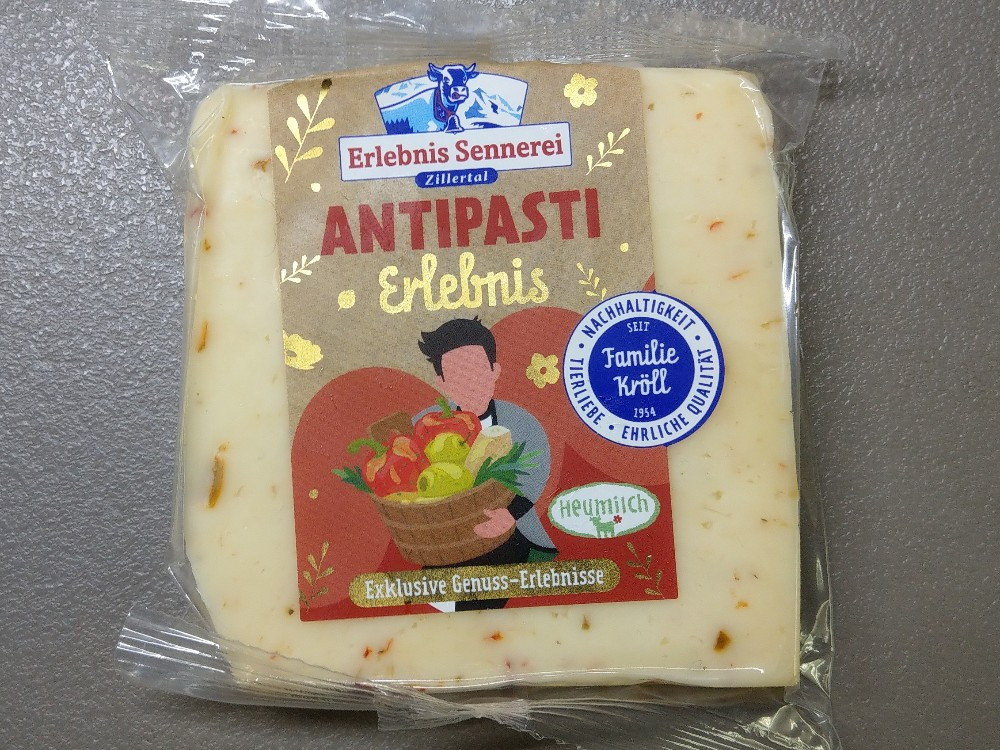 Erlebnis Sennerei
Zillertal
ANTIPASTI
Erlebnis
NACHHALTIGKEIT
SEIT
Familie
Kröll
1954
TIERLIEBE • EHRLICHE QUALITÄT •
Heumilch
Exklusive Genuss-Erlebnisse